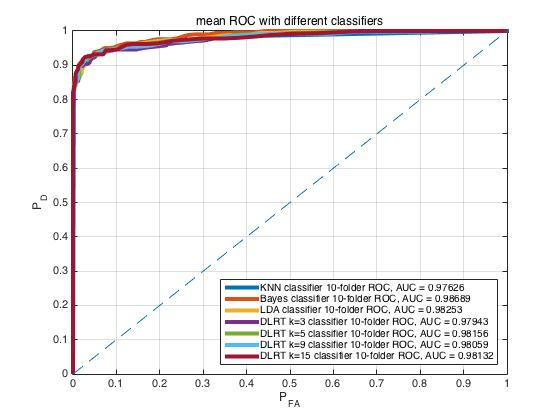 mean ROC with different classifiers
1
0.9
0.8
0.7
0.6
0.5
0.4
0.3
0.2
0.1
0
P_D
KNN classifier 10-folder ROC, AUC = 0.97626
Bayes classifier 10-folder ROC, AUC = 0.98689
LDA classifier 10-folder ROC, AUC = 0.98253
DLRT k=3 classifier 10-folder ROC, AUC = 0.97943
DLRT k=5 classifier 10-folder ROC, AUC = 0.98156
DLRT k=9 classifier 10-folder ROC, AUC = 0.98059
DLRT k=15 classifier 10-folder ROC, AUC = 0.98132
0 0.1 0.2 0.3 0.4 0.5 0.6 0.7 0.8 0.9 1
P_FA